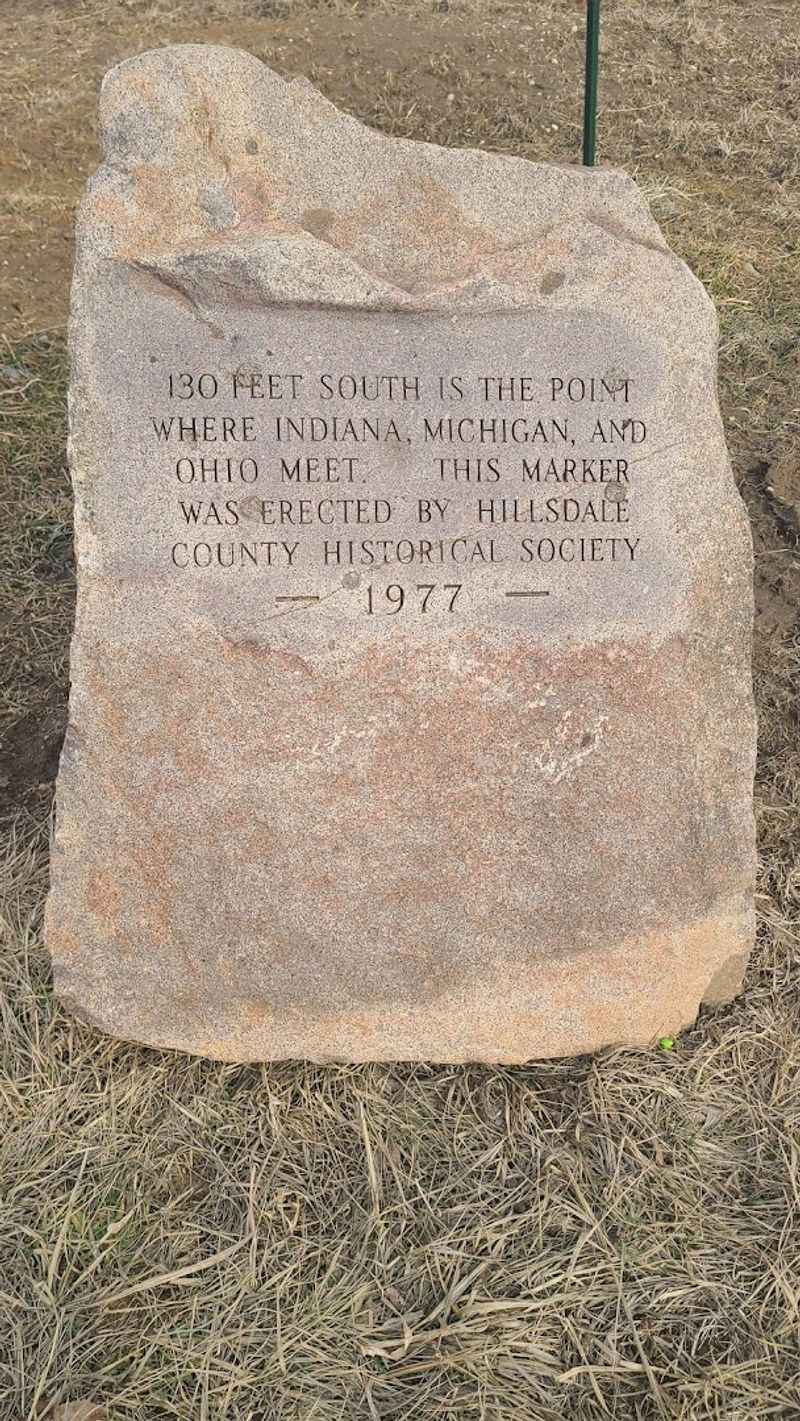 130 FEET SOUTH IS THE POINT
WHERE INDIANA, MICHIGAN, AND
OHIO MEET. THIS MARKER
WAS ERECTED BY HILLSDALE
COUNTY HISTORICAL SOCIETY
— 1977 —